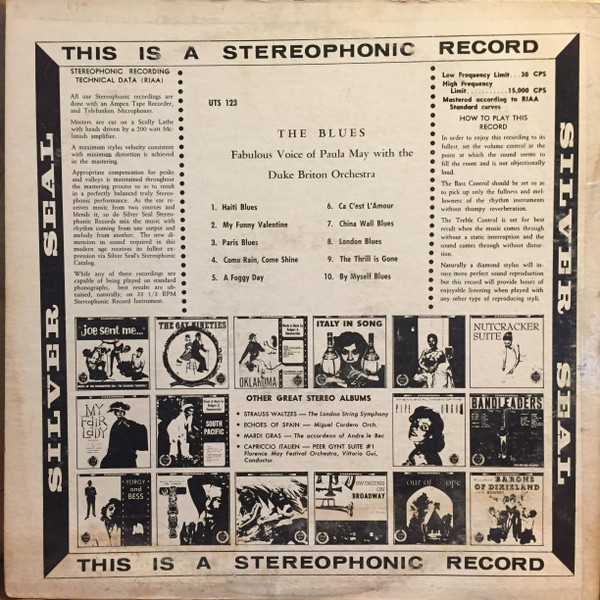 THIS IS A STEREOPHONIC RECORD
STEREOPHONIC RECORDING
TECHNICAL DATA (RIAA)
All our Stereophonic recordings are
done with an Ampex Tape Recorder,
and Telefunken Microphones.
Masters are cut on a Scully Lathe
with heads driven by a 200 watt Mc-
Intosh amplifier.
A maximum stylus velocity consistent
with minimum distortion is achieved
in the mastering.
Appropriate compensation for peaks
and valleys is maintained throughout
the mastering process so as to result
in a perfectly balanced truly Stereo-
phonic performance. As the ear re-
ceives music from two sources and
blends it, so do Silver Seal Stereo-
phonic Records mix the music with
rhythm coming from one output and
melody from another. The new di-
mension in sound required in this
modern age receives its fullest ex-
pression via Silver Seal's Stereophonic
Catalog.
While any of these recordings are
capable of being played on standard
phonographs, best results are ob-
tained, naturally, on 33 1/3 RPM
Stereophonic Record Instrument.
UTS 123
THE BLUES
Fabulous Voice of Paula May with the
Duke Briton Orchestra
1. Haiti Blues
2. My Funny Valentine
3. Paris Blues
4. Come Rain, Come Shine
5. A Foggy Day
6. Ca C'est L'Amour
7. China Wall Blues
8. London Blues
9. The Thrill is Gone
10. By Myself Blues
Low Frequency Limit...30 CPS
High Frequency
Limit...........15,000 CPS
Mastered according to RIAA
Standard curves
HOW TO PLAY THIS
RECORD
In order to enjoy this recording to its
fullest, set the volume control at the
point at which the sound seems to
fill the room and is not objectionally
loud.
The Bass Control should be set so as
to pick up only the fullness and mel-
lowness of the rhythm instruments
without thumpy reverberation.
The Treble Control is set for best
result when the music comes through
without a static interruption and the
sound comes through without distor-
tion.
Naturally a diamond stylus will in-
sure more perfect sound reproduction
but this record will provide hours of
enjoyable listening when played with
any other type of reproducing styli.
SILVER SEAL
SILVER SEAL
joe sent me...
THE GAY NINETIES
OKLAHOMA
ITALY IN SONG
NUTCRACKER
SUITE
MY
FAIR
LADY
SOUTH
PACIFIC
OTHER GREAT STEREO ALBUMS
STRAUSS WALTZES — The London String Symphony
ECHOES OF SPAIN — Miguel Cordero Orch.
MARDI GRAS — The accordeon of Andre le Bec
CAPRICCIO ITALIEN — PEER GYNT SUITE #1
Florence May Festival Orchestra, Vittorio Gui,
Conductor.
PIPE ORGAN
BANDLEADERS
PORGY
and
BESS
SWINGING
ON
BROADWAY
out of
BARONS
OF DIXIELAND
THIS IS A STEREOPHONIC RECORD